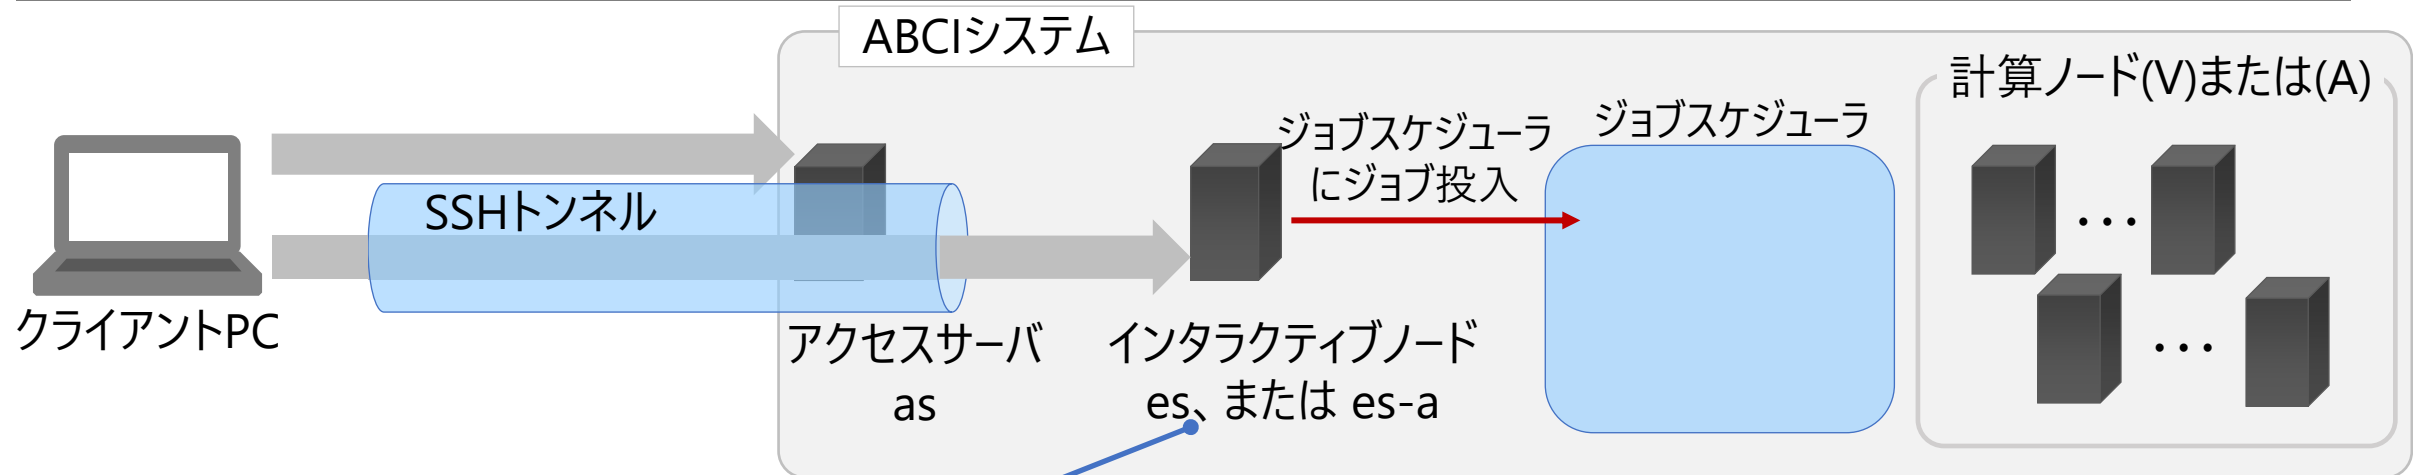 ABCIシステム
計算ノード(V)または(A)
ジョブスケジューラ
にジョブ投入
ジョブスケジューラ
SSHトンネル
・・・
・・・
クライアントPC
アクセスサーバ
as
インタラクティブノード
es、または es-a